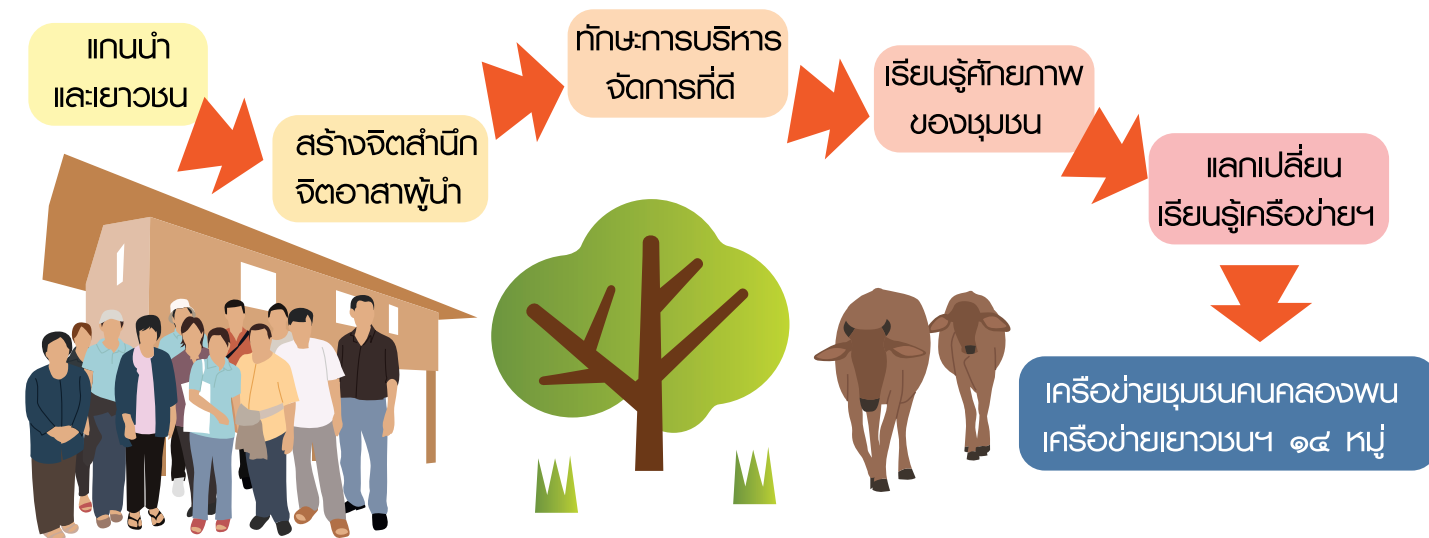 แกนนำ
และเยาวชน
สร้างจิตสำนึก
จิตอาสาผู้นำ
ทักษะการบริหาร
จัดการที่ดี
เรียนรู้ศักยภาพ
ของชุมชน
แลกเปลี่ยน
เรียนรู้เครือข่ายฯ
เครือข่ายชุมชนคนคลองพน
เครือข่ายเยาวชนฯ ๑๔ หมู่